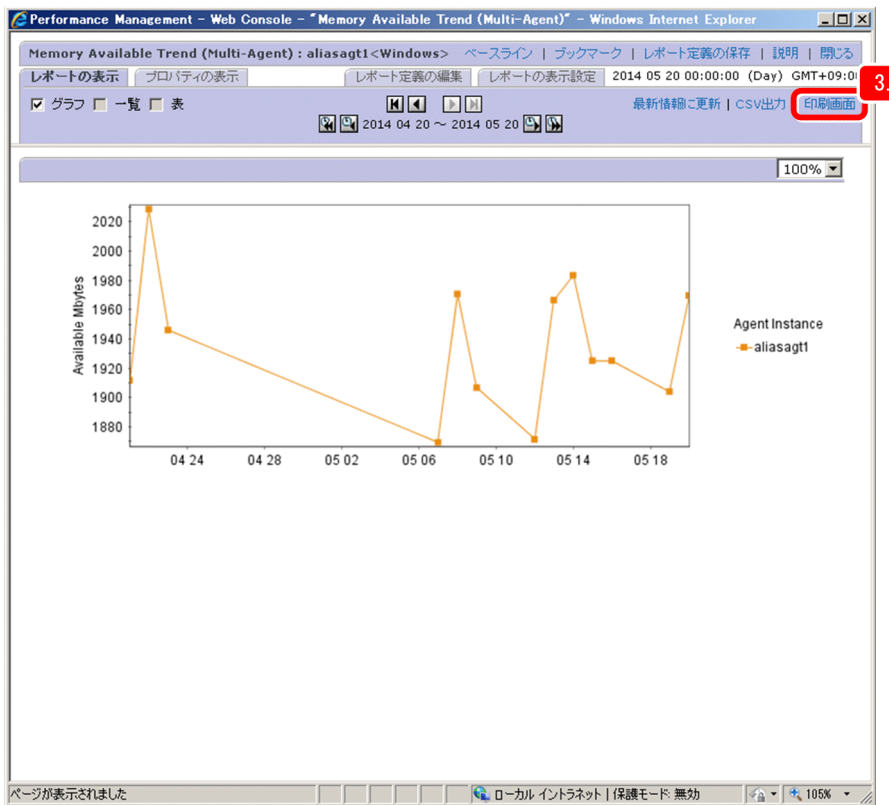 Performance Management - Web Console - "Memory Available Trend (Multi-Agent)" - Windows Internet Explorer
Memory Available Trend (Multi-Agent) : aliasagt1<Windows> ベースライン | ブックマーク | レポート定義の保存 | 説明 | 閉じる
レポートの表示 プロパティの表示 レポート定義の編集 レポートの表示設定 2014 05 20 00:00:00 (Day) GMT+09:0
3.
グラフ 一覧 表 最新情報に更新 | CSV出力 印刷画面
2014 04 20 ～ 2014 05 20
100%
2020
2000
1980
1960
1940
1920
1900
1880
Available Mbytes
04 24 04 28 05 02 05 06 05 10 05 14 05 18
Agent Instance
aliasagt1
ページが表示されました ローカル イントラネット | 保護モード: 無効 105%